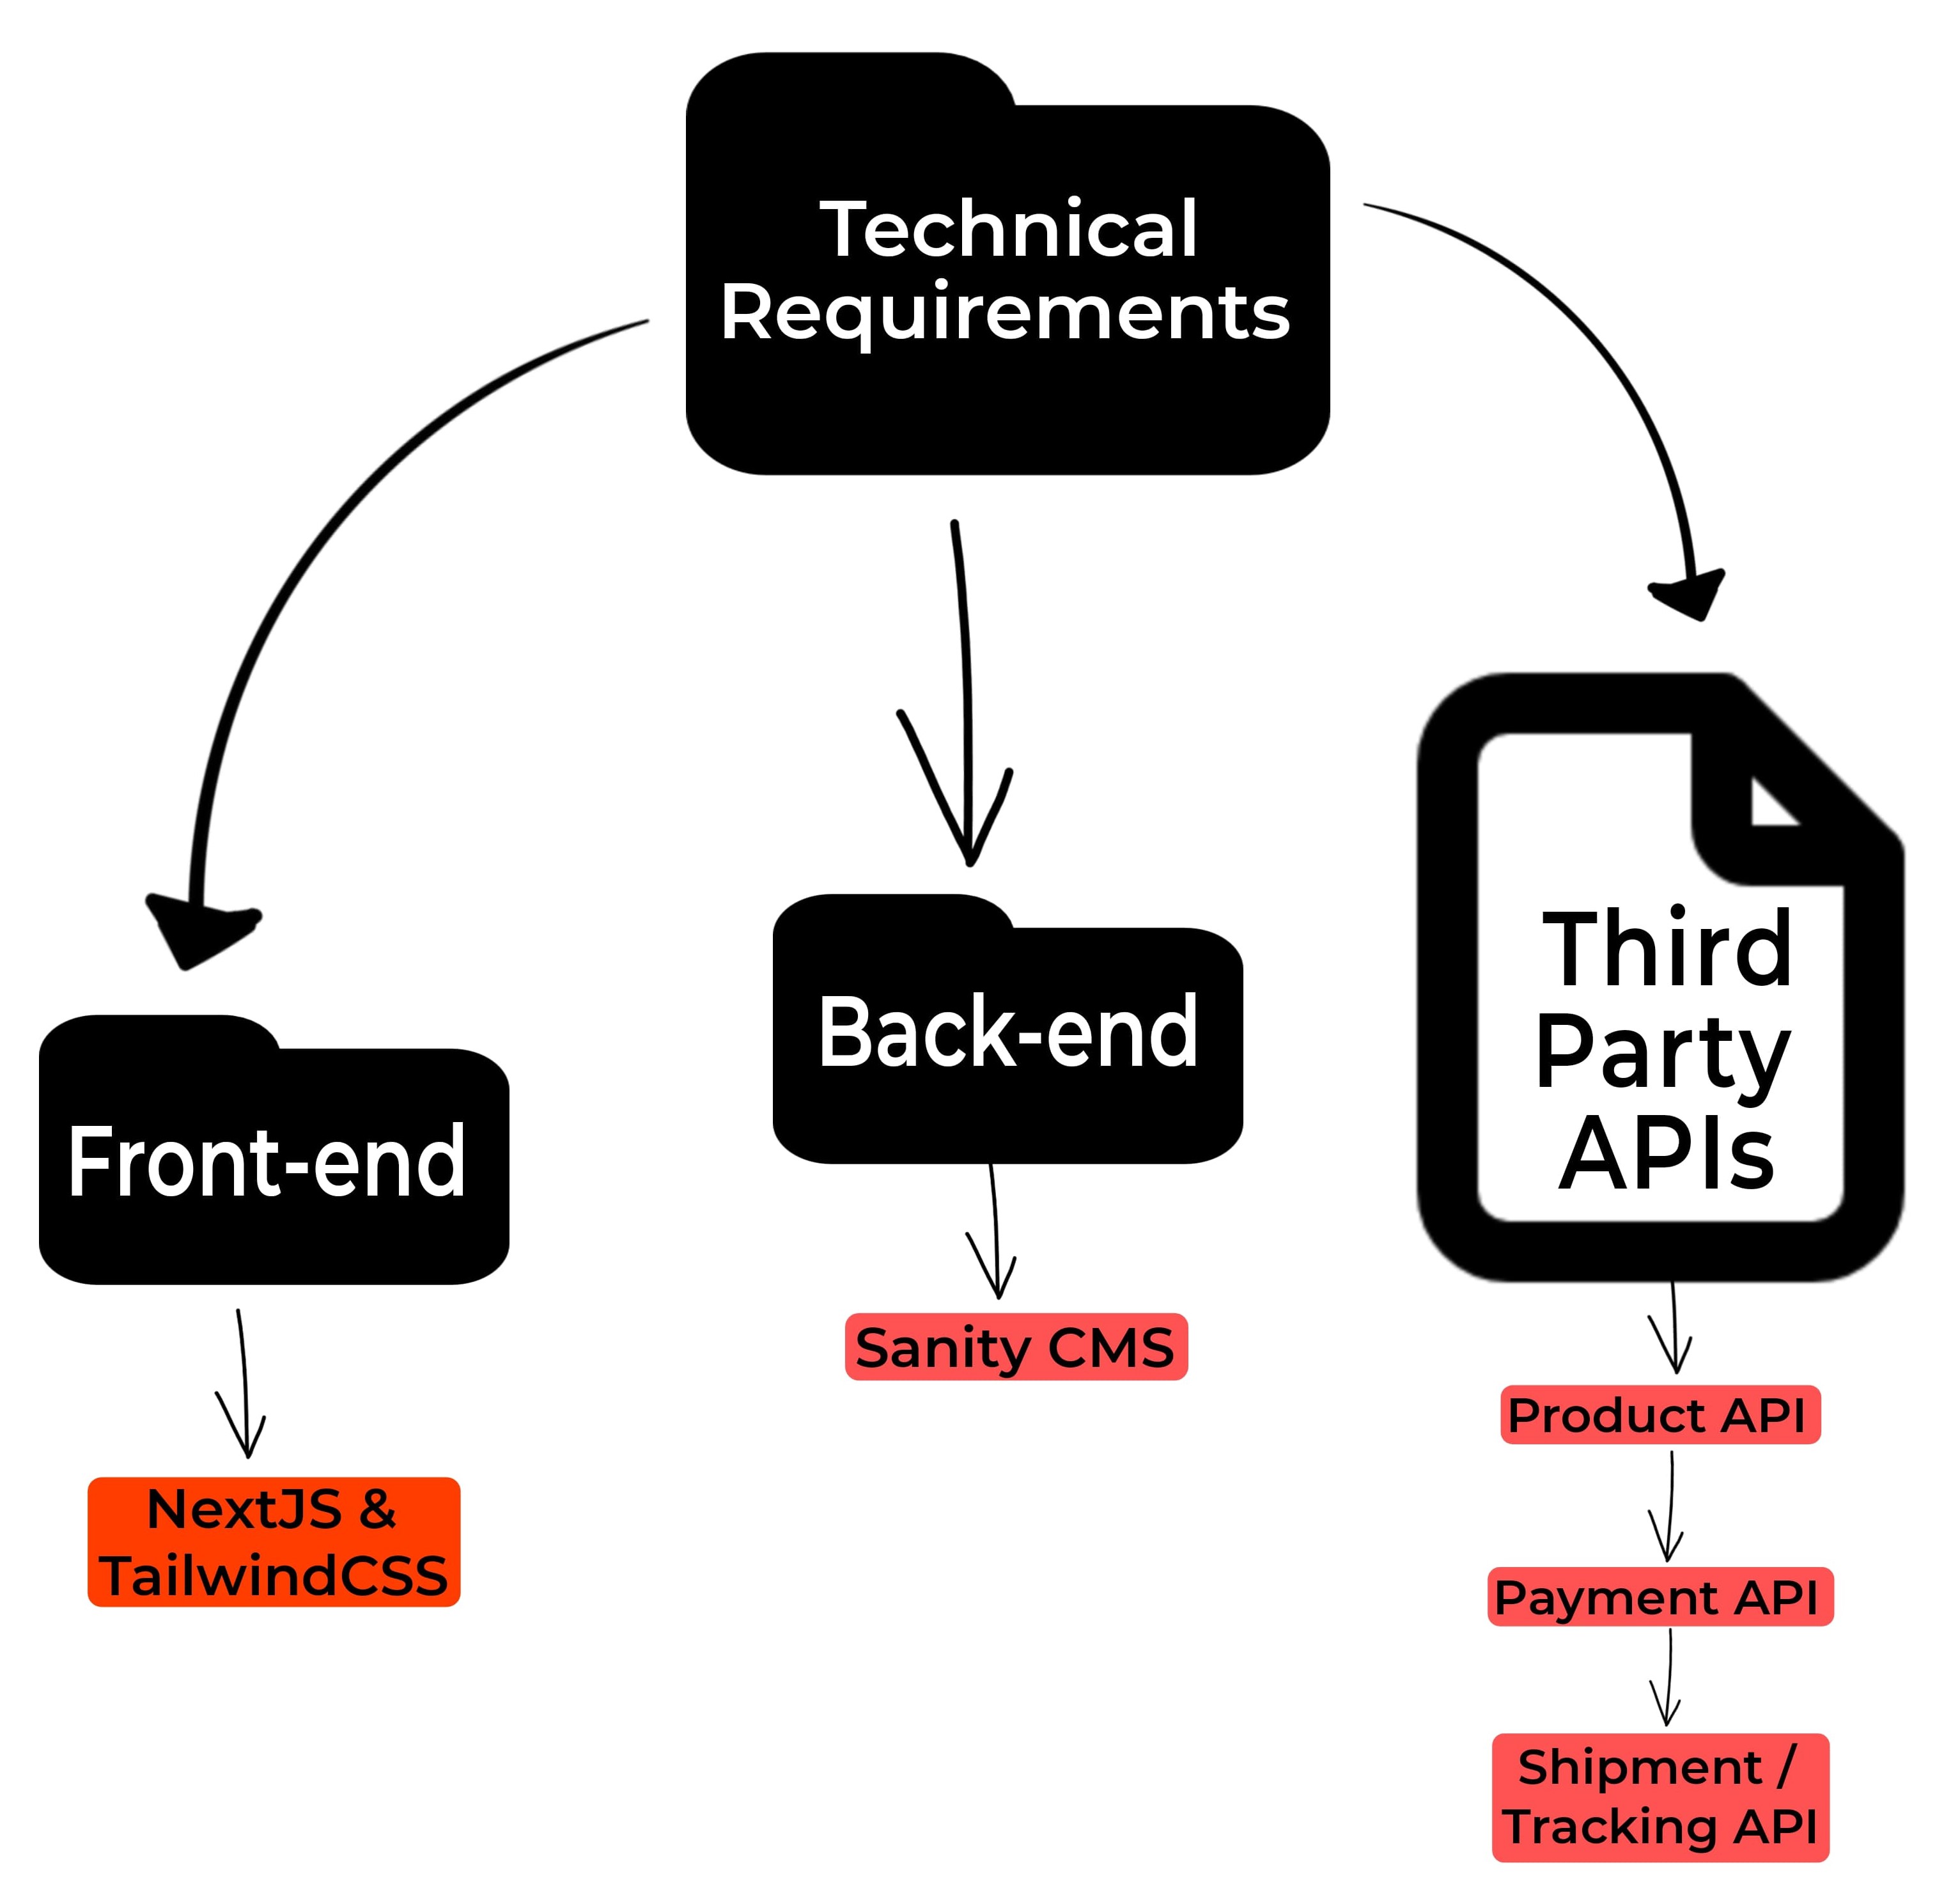 Technical
Requirements
Front-end
NextJS &
TailwindCSS
Back-end
Sanity CMS
Third
Party
APIs
Product API
Payment API
Shipment /
Tracking API